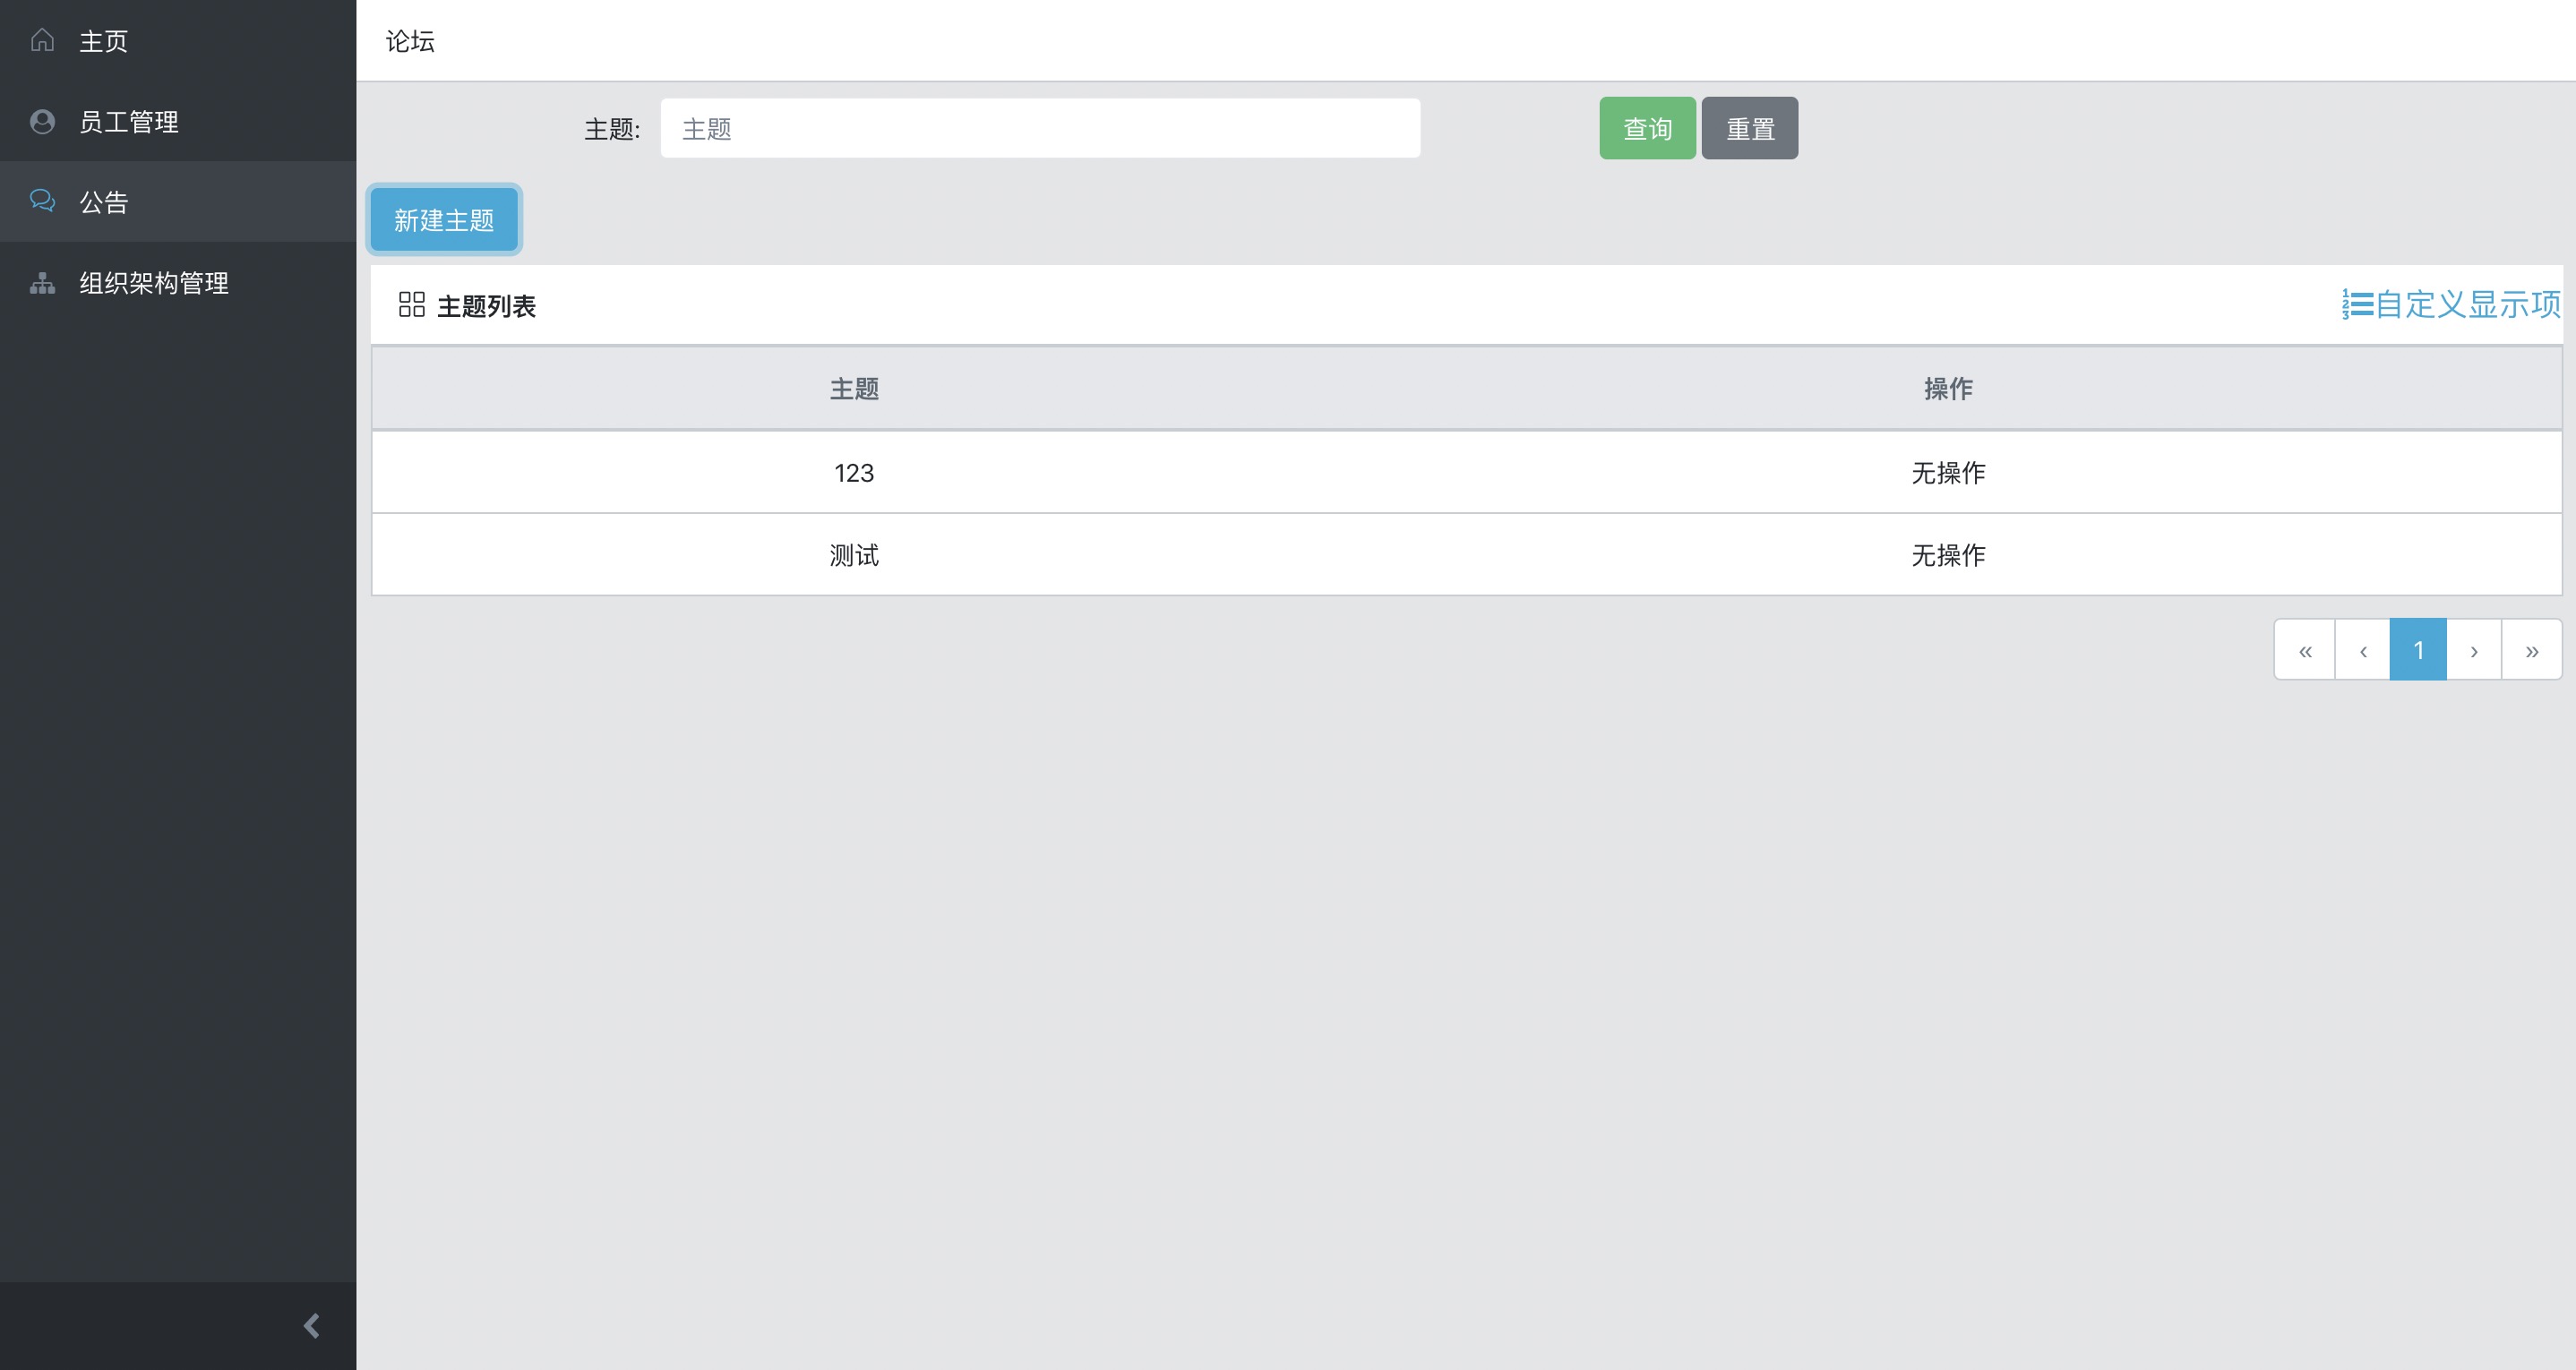 主页
员工管理
公告
组织架构管理
论坛
主题: 主题 查询 重置
新建主题
主题列表 自定义显示项
主题 操作
123 无操作
测试 无操作
« ‹ 1 › »